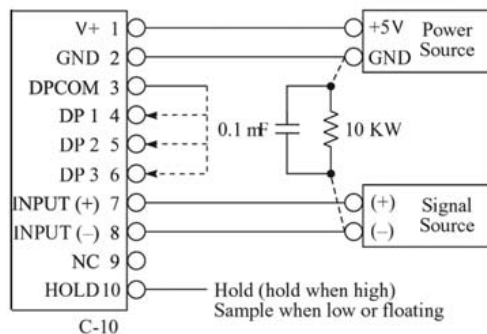 V+ 1
GND 2
DPCOM 3
DP 1 4
DP 2 5
DP 3 6
INPUT (+) 7
INPUT (–) 8
NC 9
HOLD 10
C-10
0.1 mF
10 KW
+5V
GND
Power
Source
(+)
(–)
Signal
Source
Hold (hold when high)
Sample when low or floating